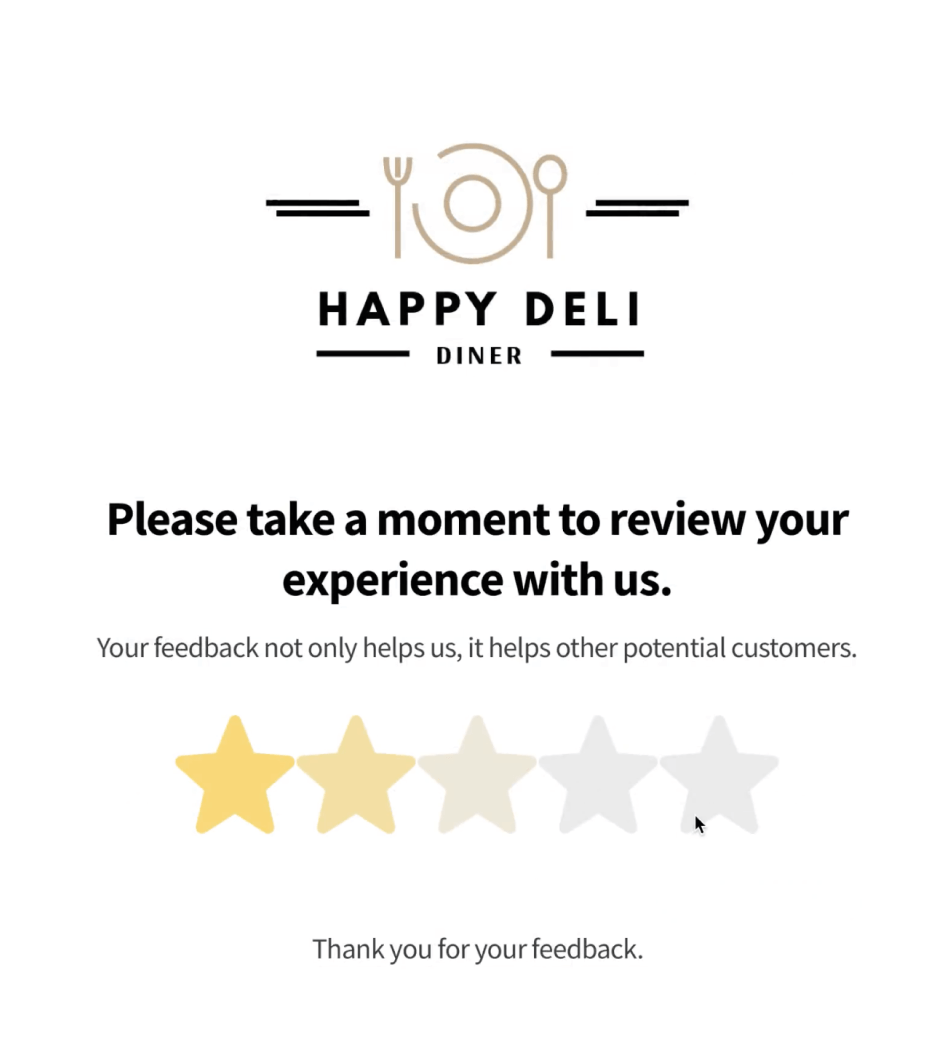 HAPPY DELI
DINER
Please take a moment to review your
experience with us.
Your feedback not only helps us, it helps other potential customers.
Thank you for your feedback.